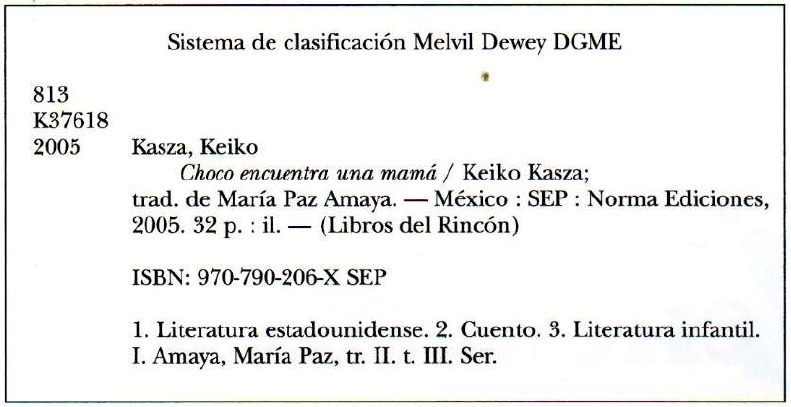 Sistema de clasificación Melvil Dewey DGME
813
K37618
2005 Kasza, Keiko
Choco encuentra una mamá / Keiko Kasza;
trad. de María Paz Amaya. — México : SEP : Norma Ediciones,
2005. 32 p. : il. — (Libros del Rincón)
ISBN: 970-790-206-X SEP
1. Literatura estadounidense. 2. Cuento. 3. Literatura infantil.
I. Amaya, María Paz, tr. II. t. III. Ser.